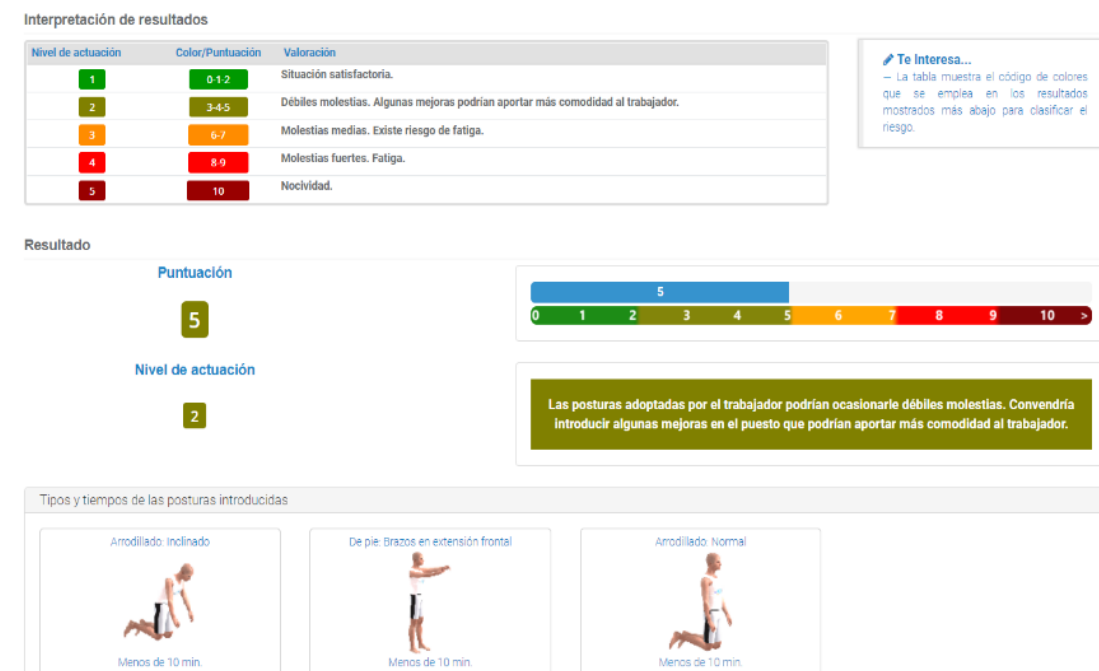 Interpretación de resultados
Nivel de actuación Color/Puntuación Valoración
1 0-1-2 Situación satisfactoria.
2 3-4-5 Débiles molestias. Algunas mejoras podrían aportar más comodidad al trabajador.
3 6-7 Molestias medias. Existe riesgo de fatiga.
4 8-9 Molestias fuertes. Fatiga.
5 10 Nocividad.
Te Interesa...
– La tabla muestra el código de colores
que se emplea en los resultados
mostrados más abajo para clasificar el
riesgo.
Resultado
Puntuación
5
5
0 1 2 3 4 5 6 7 8 9 10 >
Nivel de actuación
2
Las posturas adoptadas por el trabajador podrían ocasionarle débiles molestias. Convendría
introducir algunas mejoras en el puesto que podrían aportar más comodidad al trabajador.
Tipos y tiempos de las posturas introducidas
Arrodillado: Inclinado
Menos de 10 min.
De pie: Brazos en extensión frontal
Menos de 10 min.
Arrodillado: Normal
Menos de 10 min.